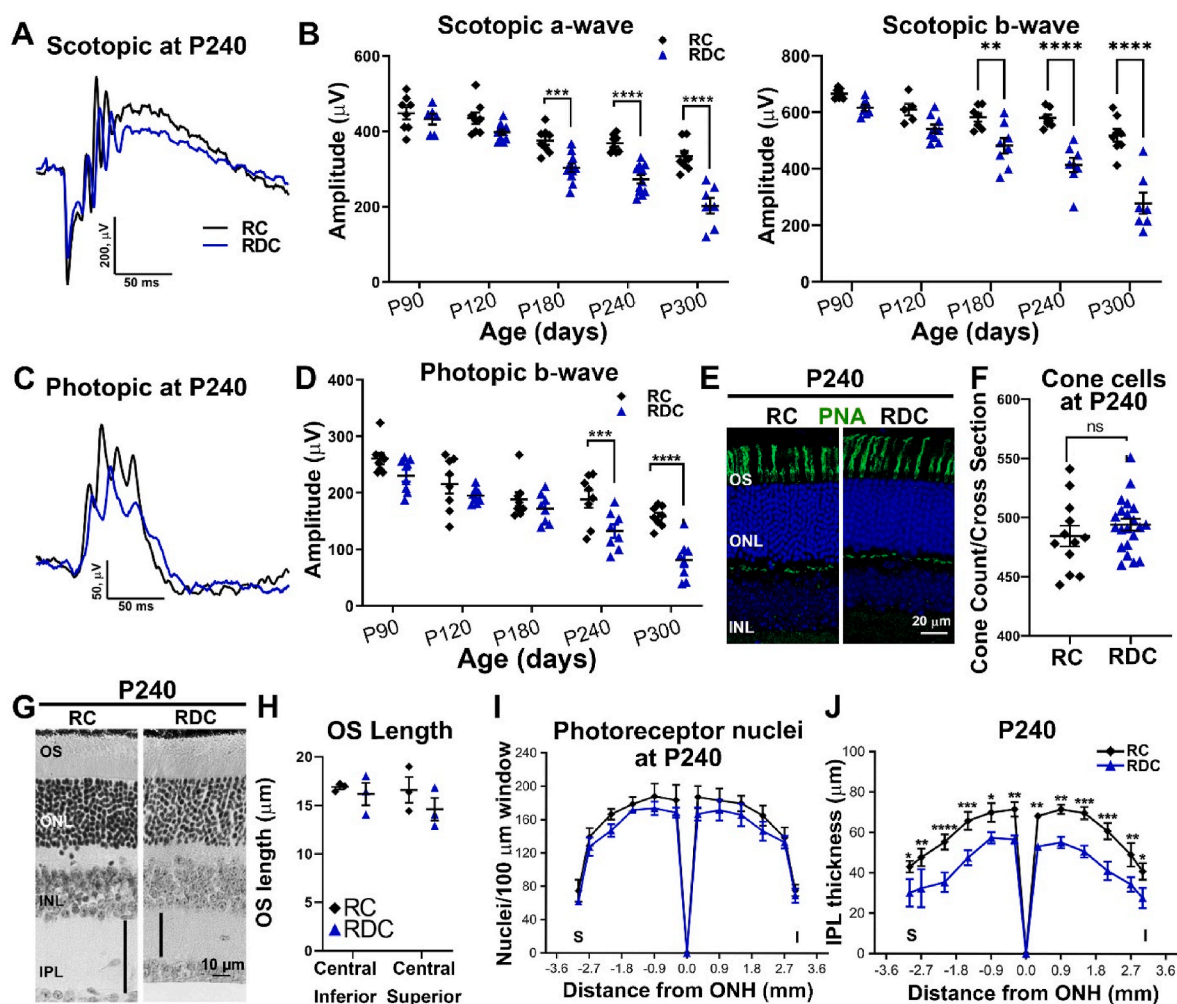 A
Scotopic at P240
RC
RDC
200, µV
50 ms
B
Scotopic a-wave
RC
RDC
Amplitude (µV)
600
400
200
0
***
****
****
P90
P120
P180
P240
P300
Age (days)
Scotopic b-wave
Amplitude (µV)
800
600
400
200
0
**
****
****
P90
P120
P180
P240
P300
Age (days)
C
Photopic at P240
50, µV
50 ms
D
Photopic b-wave
RC
RDC
Amplitude (µV)
400
300
200
100
0
***
****
P90
P120
P180
P240
P300
Age (days)
E
P240
RC PNA RDC
OS
ONL
INL
20 µm
F
Cone cells
at P240
ns
Cone Count/Cross Section
600
550
500
450
400
RC
RDC
G
P240
RC
RDC
OS
ONL
INL
IPL
10 µm
H
OS Length
OS length (µm)
20
15
10
5
0
RC
RDC
Central
Inferior
Central
Superior
I
Photoreceptor nuclei
at P240
Nuclei/100 µm window
240
200
160
120
80
40
0
S
I
-3.6 -2.7 -1.8 -0.9 0.0 0.9 1.8 2.7 3.6
Distance from ONH (mm)
J
P240
RC
RDC
IPL thickness (µm)
100
80
60
40
20
0
* ** **** *** * ** ** * *** *** ** *
S
I
-3.6 -2.7 -1.8 -0.9 0.0 0.9 1.8 2.7 3.6
Distance from ONH (mm)